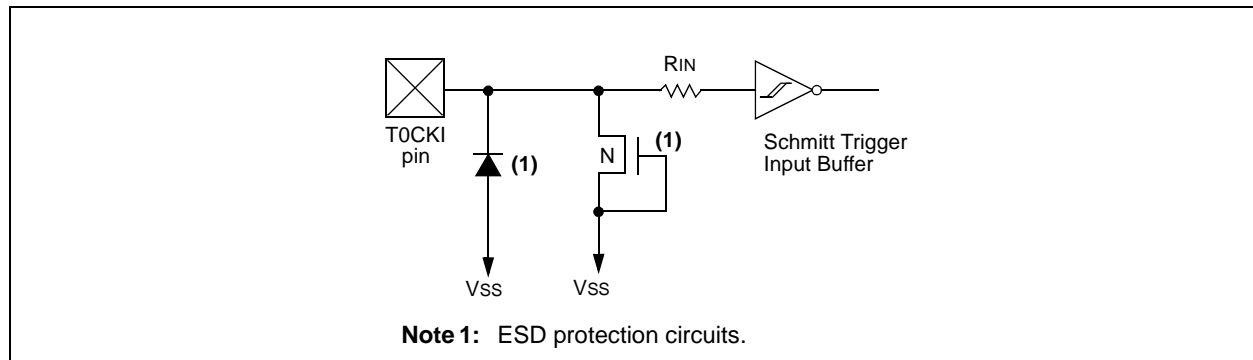 RIN
T0CKI
pin
(1)
N
(1)
Schmitt Trigger
Input Buffer
VSS
VSS
Note 1: ESD protection circuits.